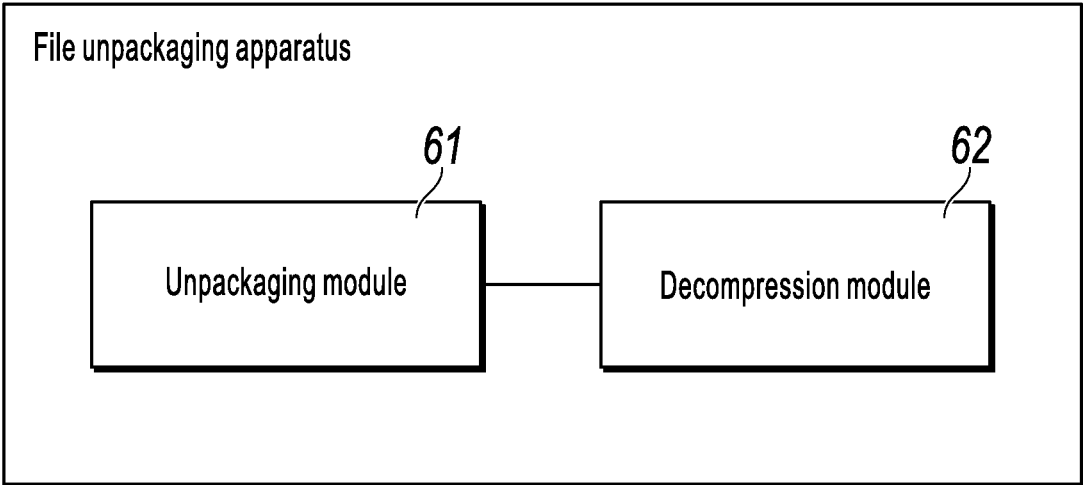 File unpackaging apparatus
61
62
Unpackaging module
Decompression module